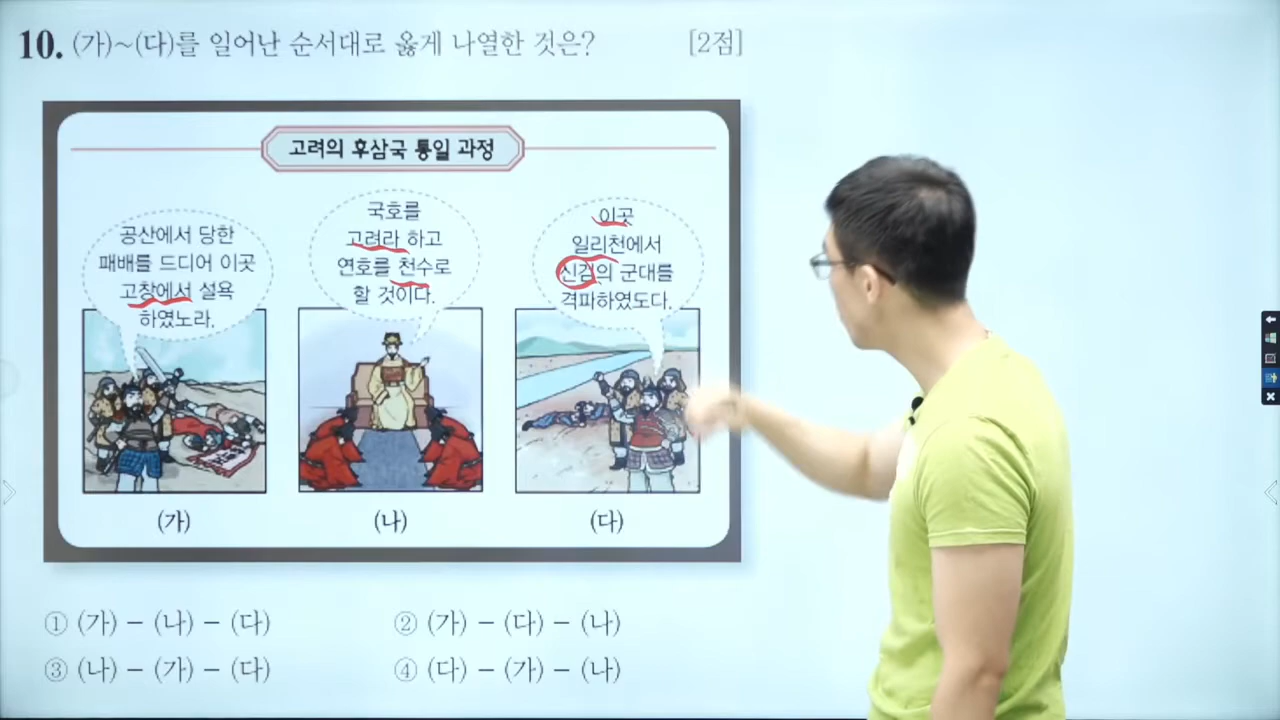 10. (가)~(다)를 일어난 순서대로 옳게 나열한 것은? [2점]
고려의 후삼국 통일 과정
공산에서 당한
패배를 드디어 이곳
고창에서 설욕
하였노라.
국호를
고려라 하고
연호를 천수로
할 것이다.
이곳
일리천에서
신검의 군대를
격파하였도다.
(가)
(나)
(다)
① (가) - (나) - (다)
② (가) - (다) - (나)
③ (나) - (가) - (다)
④ (다) - (가) - (나)